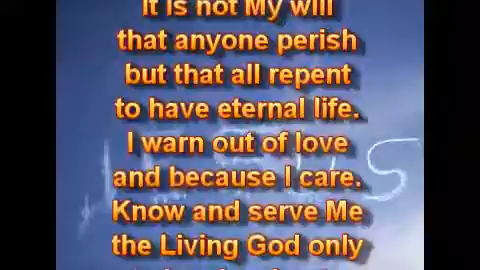 It is not My will
that anyone perish
but that all repent
to have eternal life.
I warn out of love
and because I care.
Know and serve Me
the Living God only
JESUS